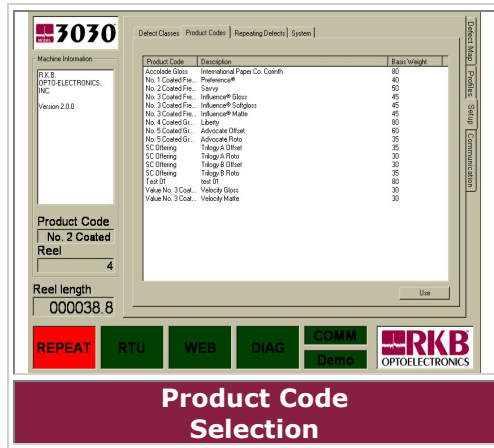 MODEL 3030
Machine Information
R.K.B.
OPTO-ELECTRONICS,
INC
Version 2.0.0
Product Code
No. 2 Coated
Reel
4
Reel length
000038.8
Defect Classes Product Codes Repeating Defects System
Product Code Description Basis Weight
Accolade Gloss International Paper Co. Corinth 80
No. 1 Coated Fre... Preference® 40
No. 2 Coated Fre... Savvy 50
No. 3 Coated Fre... Influence® Gloss 45
No. 3 Coated Fre... Influence® Softgloss 45
No. 3 Coated Fre... Influence® Matte 45
No. 4 Coated Gr... Liberty 80
No. 5 Coated Gr... Advocate Offset 60
No. 5 Coated Gr... Advocate Roto 35
SC Offering Trilogy A Offset 35
SC Offering Trilogy A Roto 30
SC Offering Trilogy B Offset 30
SC Offering Trilogy B Roto 35
Test 01 test 01 80
Value No. 3 Coat... Velocity Gloss 30
Value No. 3 Coat... Velocity Matte 30
Use
Defect Map Profiles Setup Communication
REPEAT RTU WEB DIAG COMM
Demo
RKB
OPTOELECTRONICS
Product Code
Selection